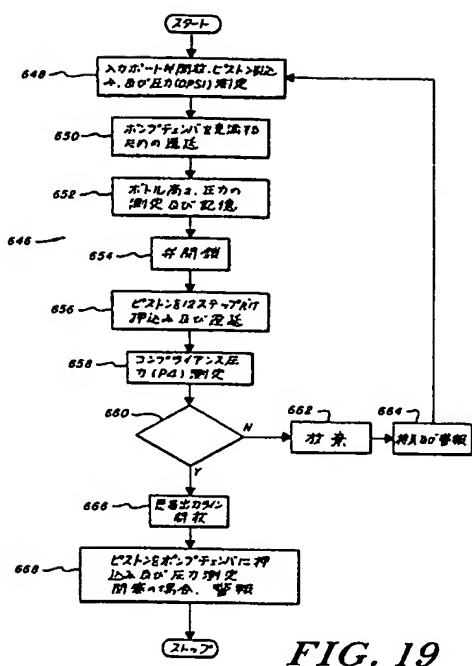 スタート
648
入力ポート弁開放、ピストン引込
み、及び圧力(OPSI)測定
650
ポンプチェンバを充満する
ための遅延
652
ボトル高さ、圧力の
測定及び記憶
646
654
弁閉鎖
656
ピストンを12ステップだけ
押込み及び遅延
658
コンプライアンス圧
力(P4)測定
660
N
662
放棄
664
警報
Y
666
患者出力ライン
開放
668
ピストンをポンプチェンバに押
込み及び圧力測定
閉塞の場合、警報
ストップ
FIG. 19